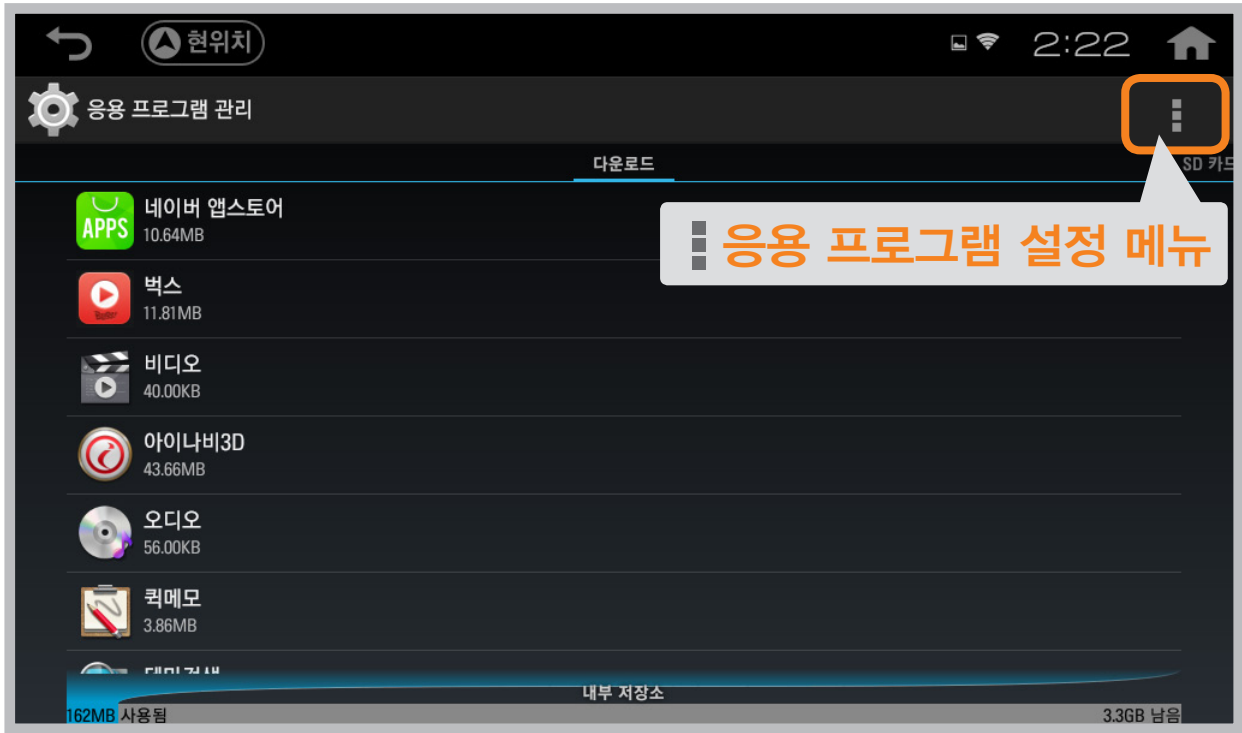 현위치
2:22
응용 프로그램 관리
다운로드
SD 카드
응용 프로그램 설정 메뉴
APPS
네이버 앱스토어
10.64MB
벅스
11.81MB
비디오
40.00KB
아이나비3D
43.66MB
오디오
56.00KB
퀵메모
3.86MB
내부 저장소
162MB 사용됨
3.3GB 남음